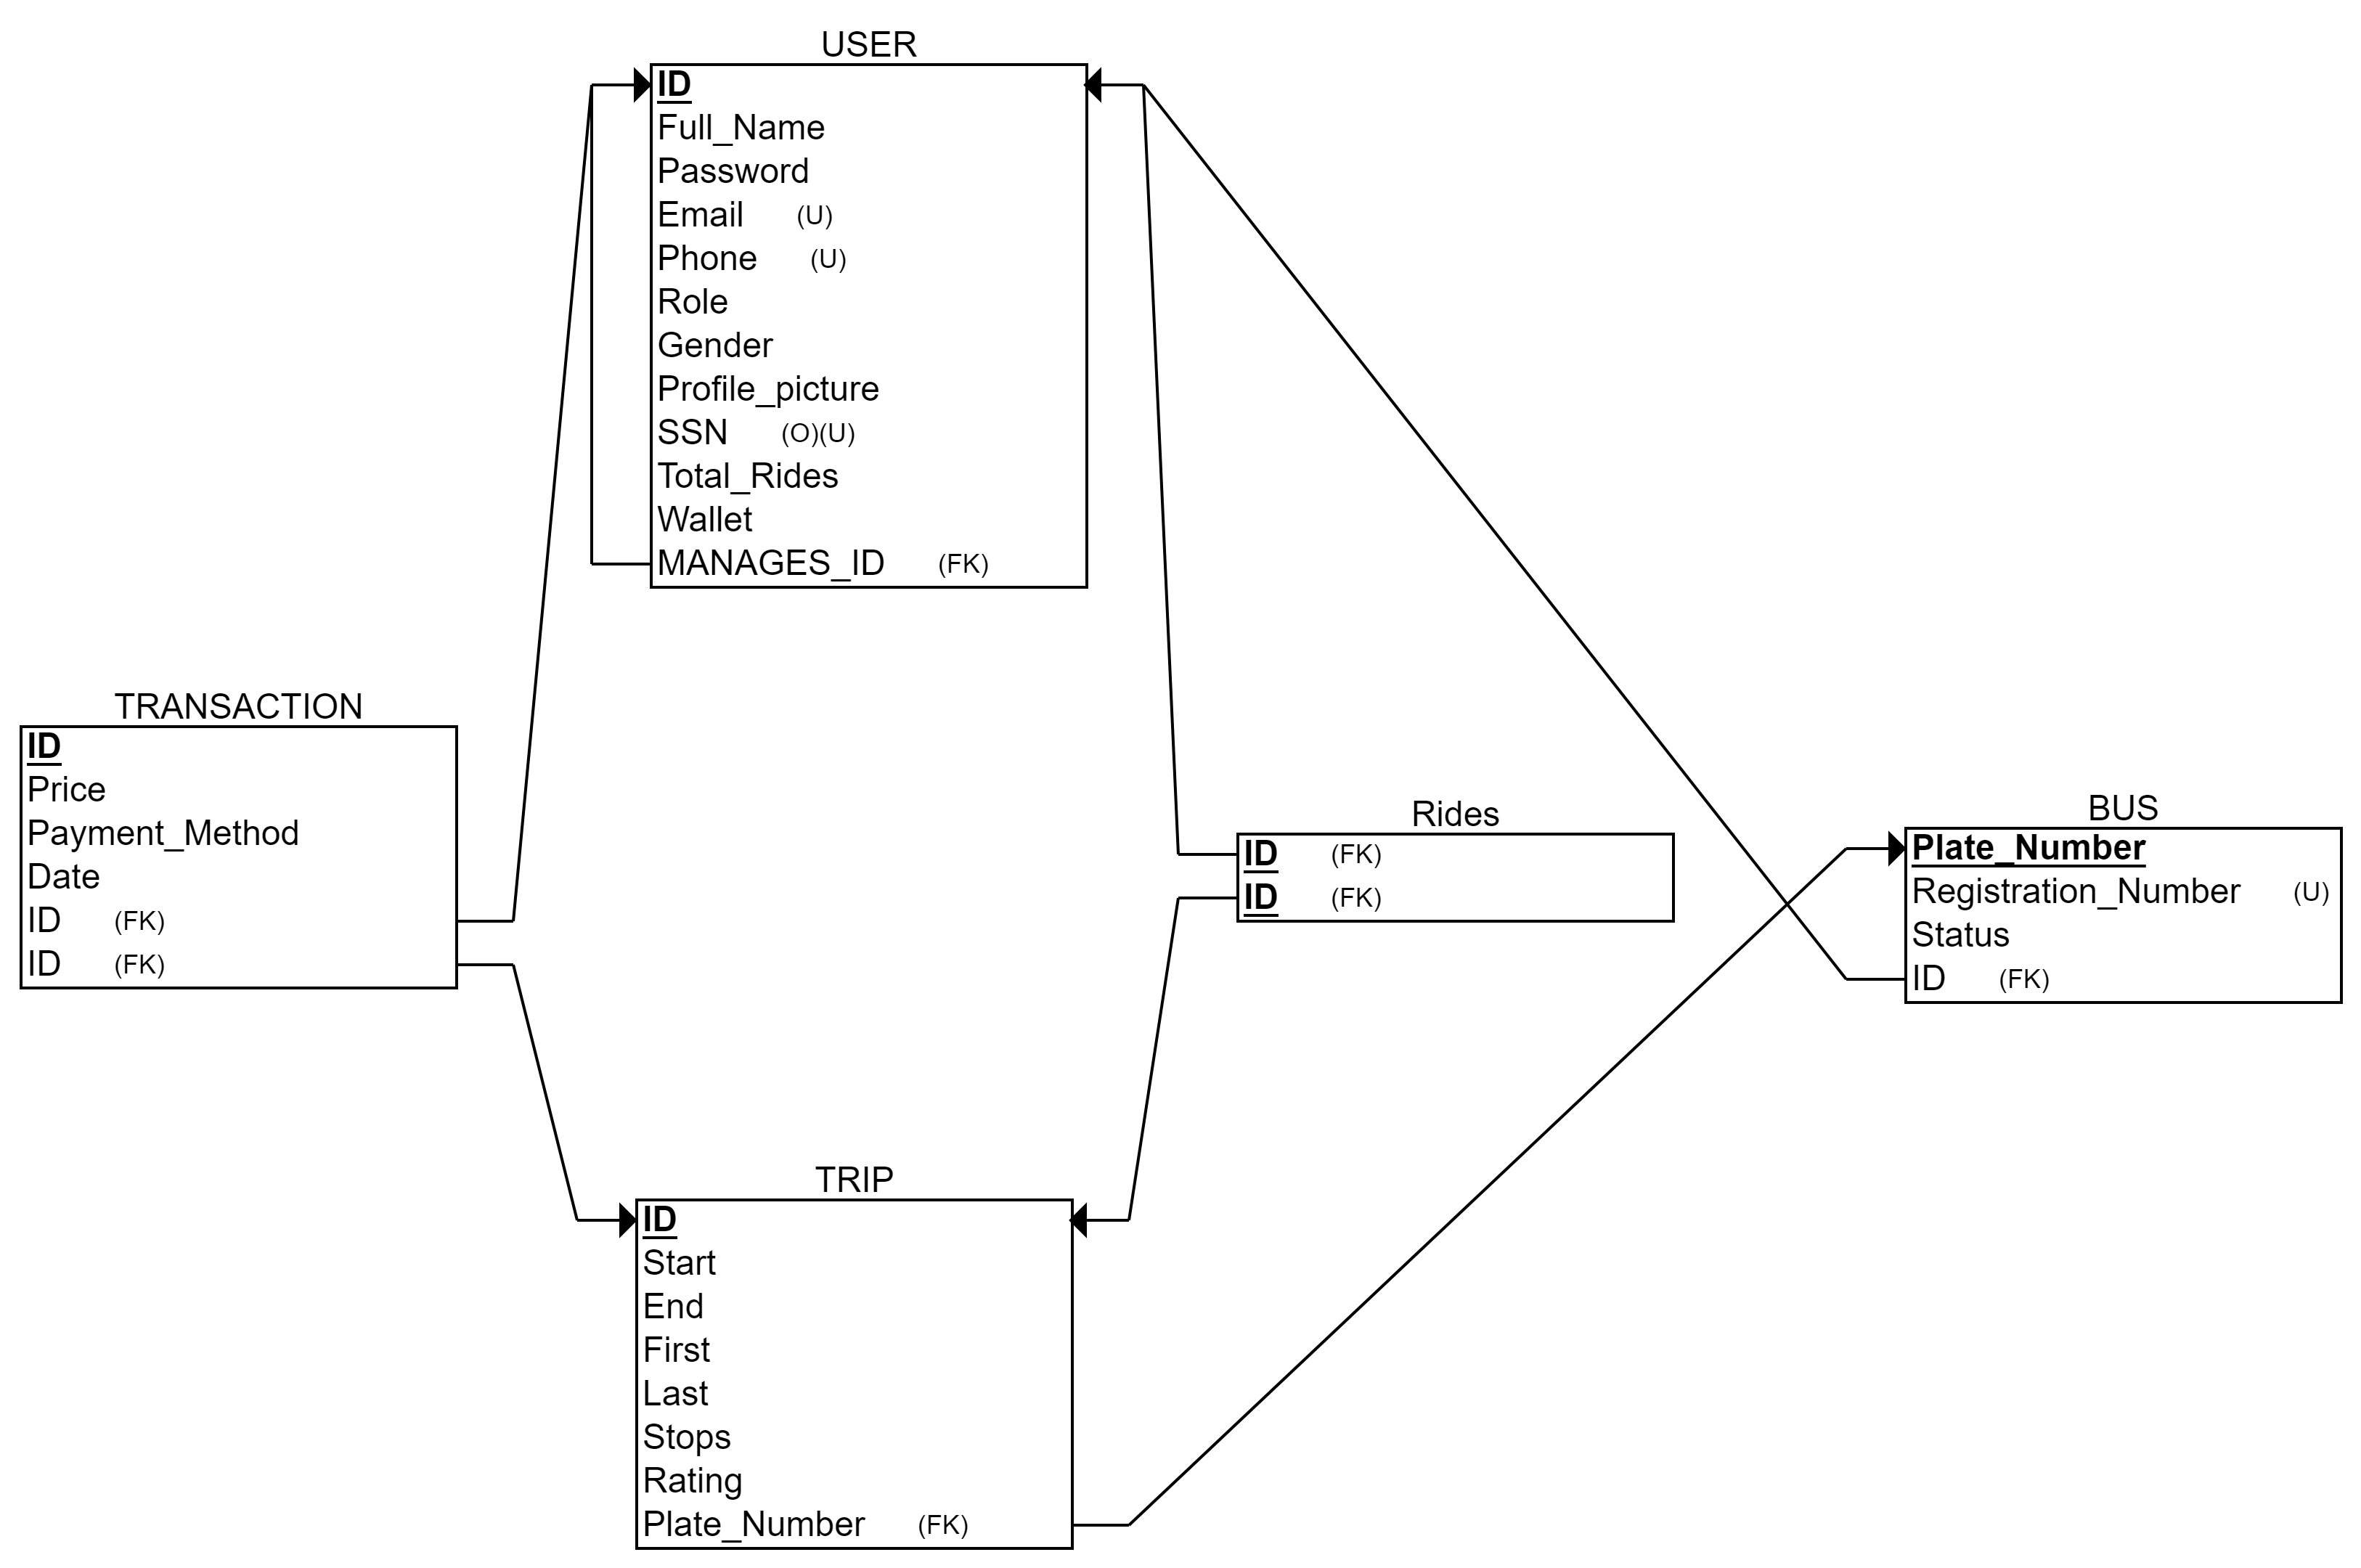 USER
ID
Full_Name
Password
Email (U)
Phone (U)
Role
Gender
Profile_picture
SSN (O)(U)
Total_Rides
Wallet
MANAGES_ID (FK)
TRANSACTION
ID
Price
Payment_Method
Date
ID (FK)
ID (FK)
Rides
ID (FK)
ID (FK)
BUS
Plate_Number
Registration_Number (U)
Status
ID (FK)
TRIP
ID
Start
End
First
Last
Stops
Rating
Plate_Number (FK)